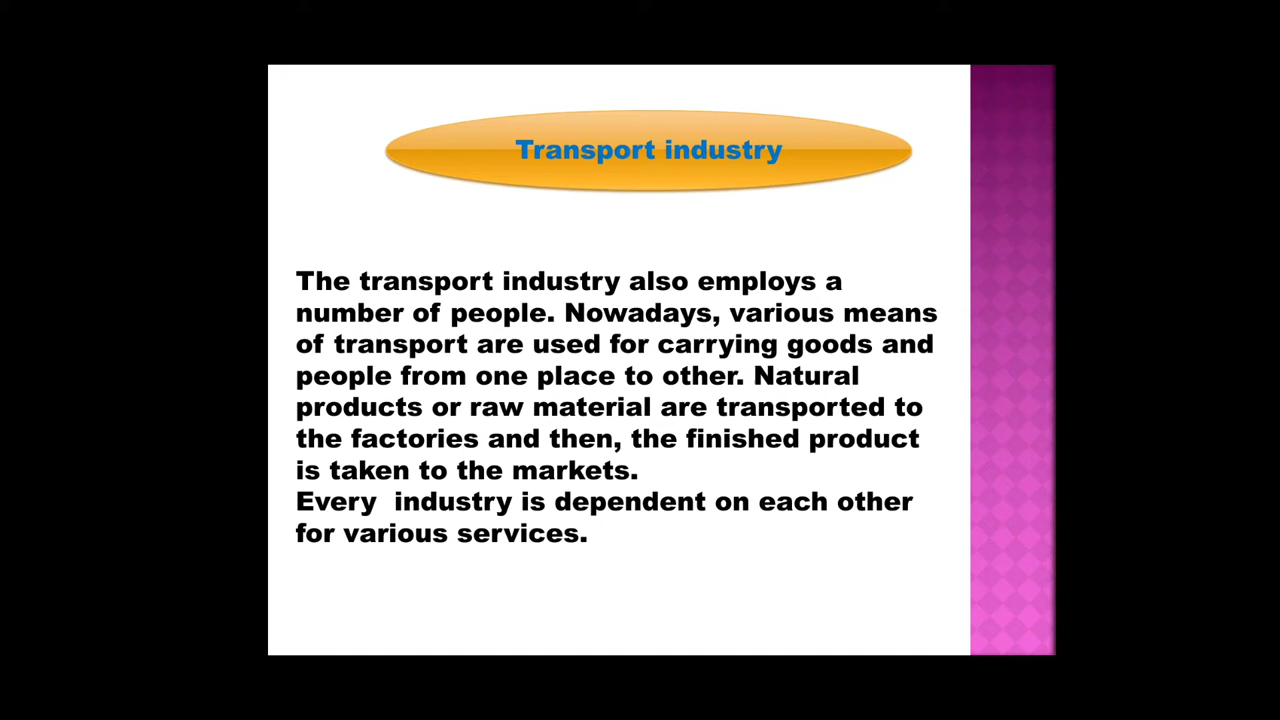 Transport industry
The transport industry also employs a
number of people. Nowadays, various means
of transport are used for carrying goods and
people from one place to other. Natural
products or raw material are transported to
the factories and then, the finished product
is taken to the markets.
Every  industry is dependent on each other
for various services.